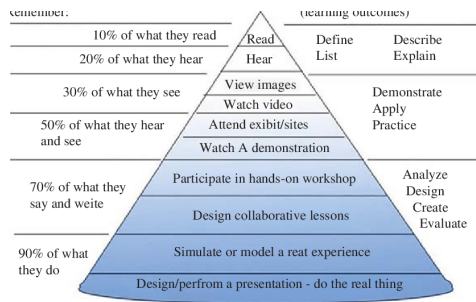 emember:
(learning outcomes)
10% of what they read
Read
Define
Describe
20% of what they hear
Hear
List
Explain
30% of what they see
View images
Watch video
Demonstrate
Apply
Practice
50% of what they hear
and see
Attend exibit/sites
Watch A demonstration
70% of what they
say and weite
Participate in hands-on workshop
Design collaborative lessons
Analyze
Design
Create
Evaluate
90% of what
they do
Simulate or model a reat experience
Design/perfrom a presentation - do the real thing